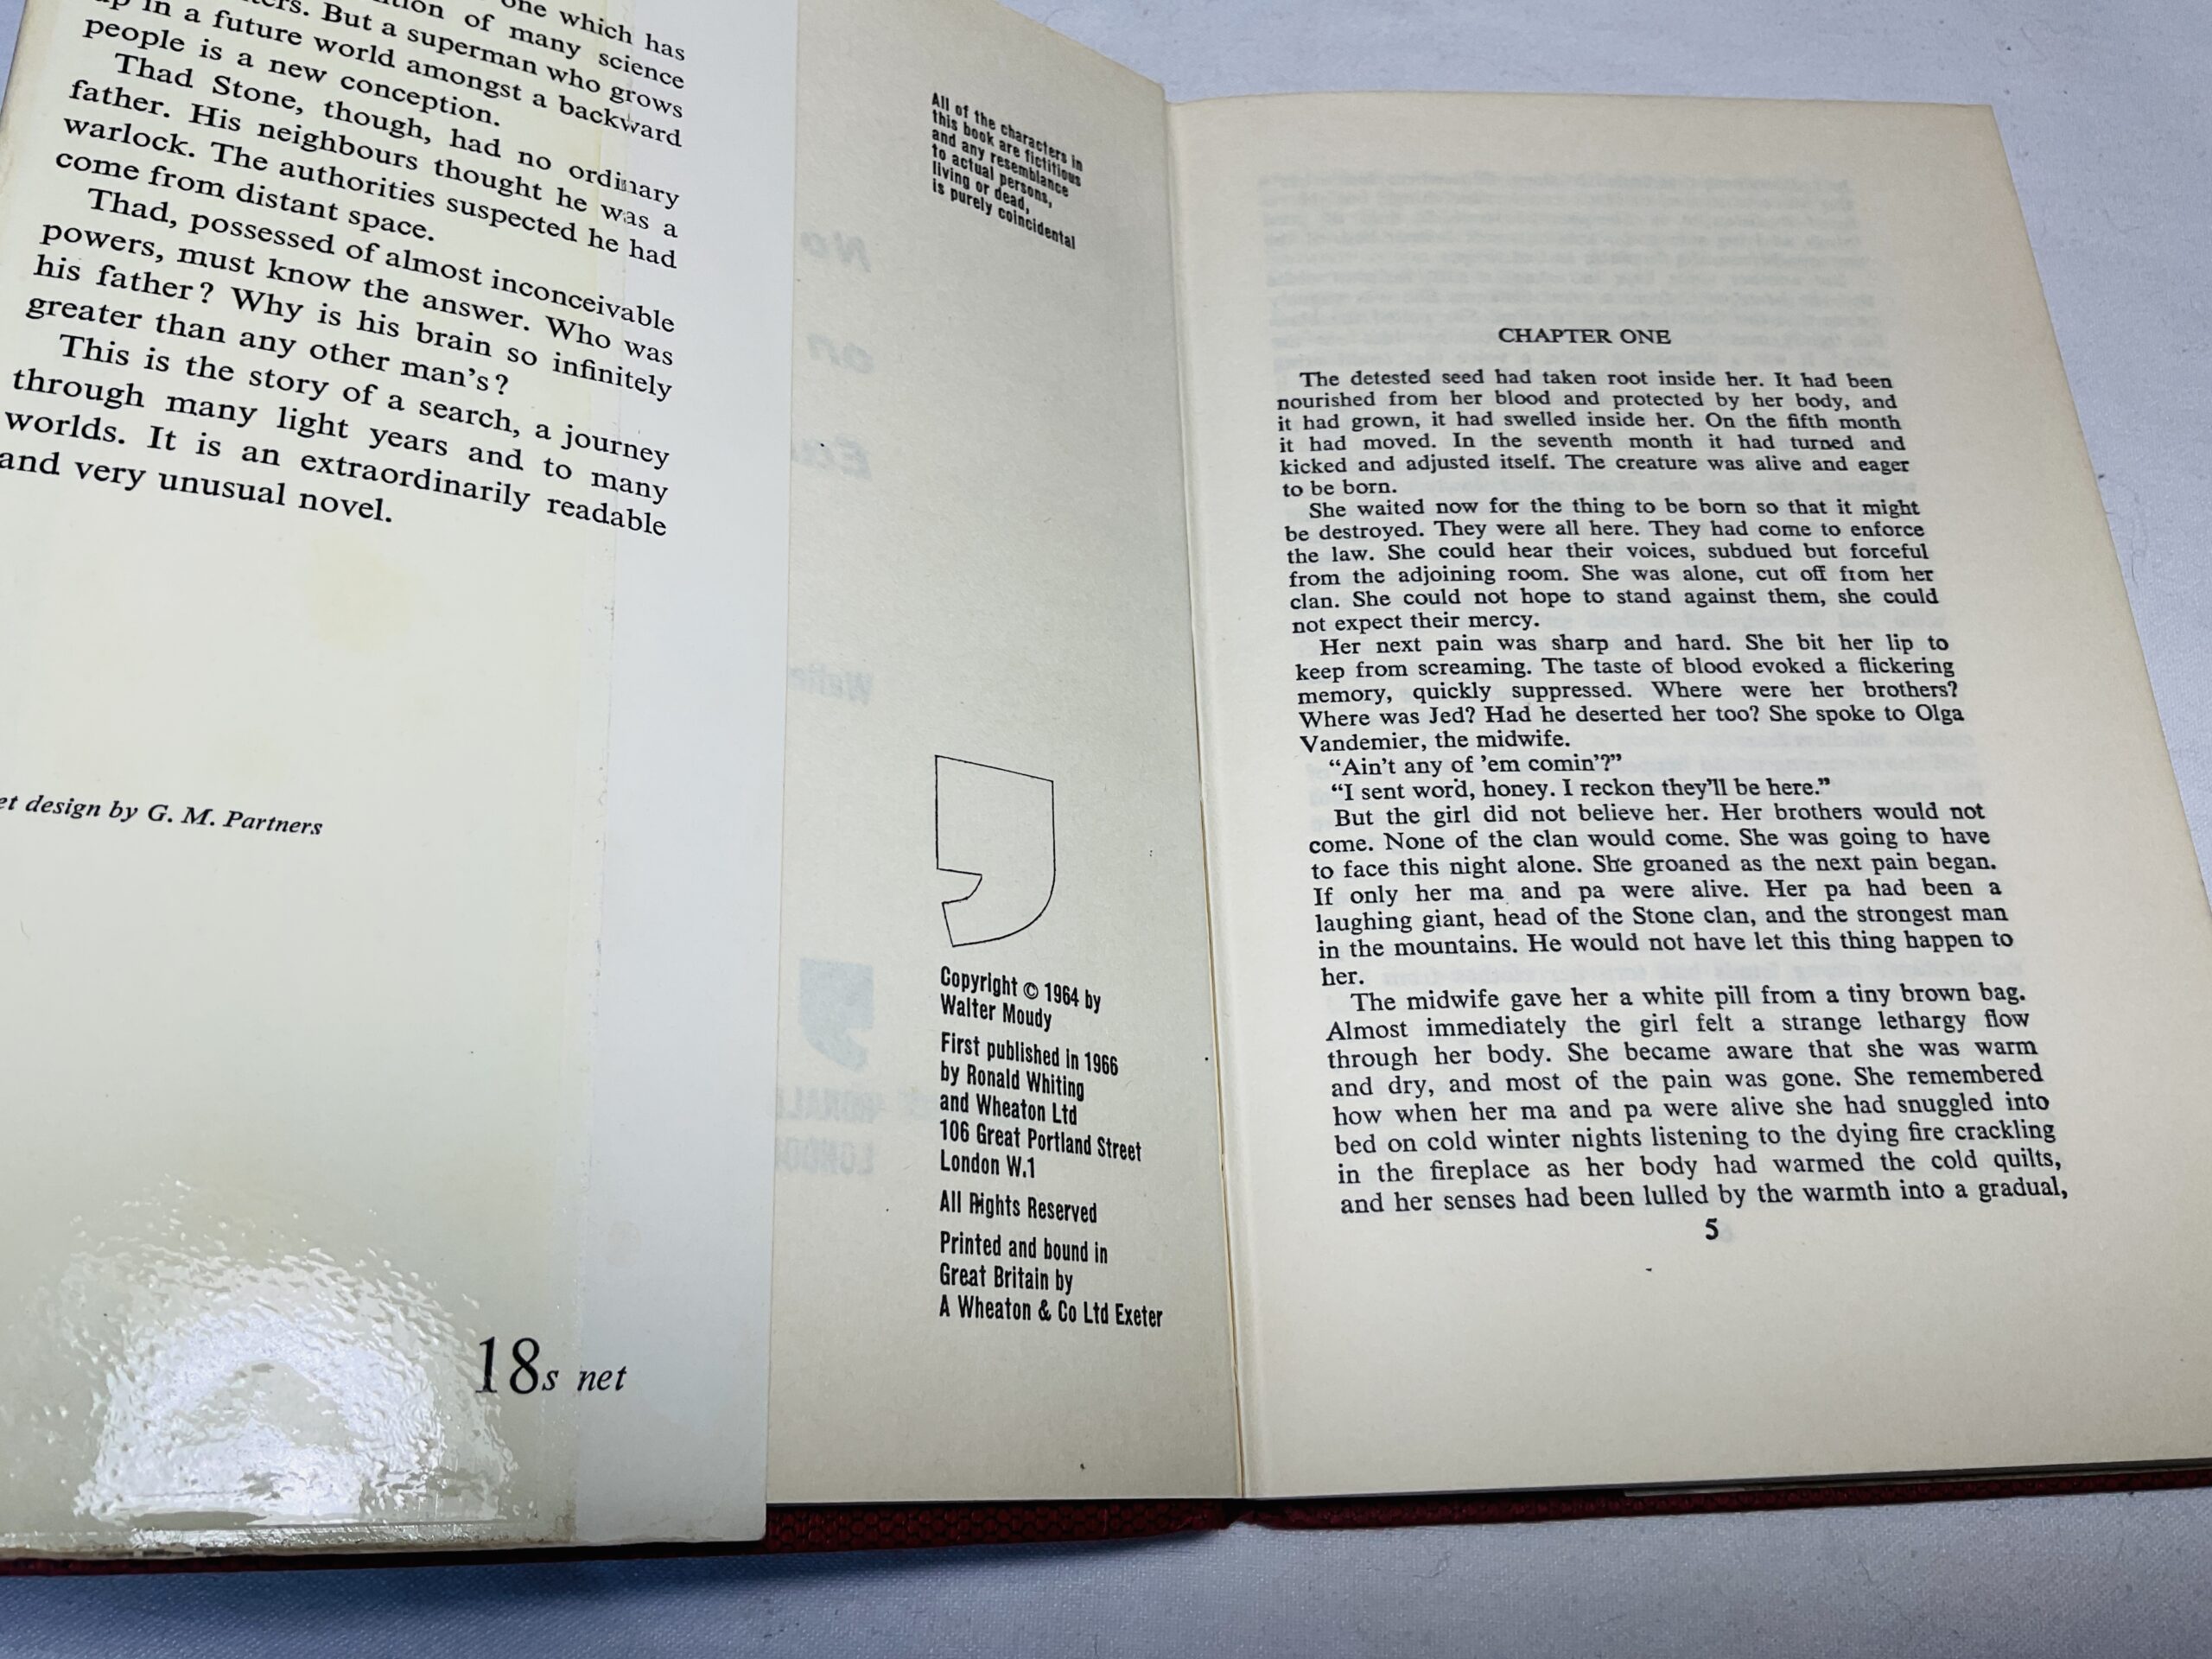 one which has
of many science
But a superman who grows
in a future world amongst a backward
people is a new conception.
Thad Stone, though, had no ordinary
father. His neighbours thought he was a
warlock. The authorities suspected he had
come from distant space.
Thad, possessed of almost inconceivable
powers, must know the answer. Who was
his father? Why is his brain so infinitely
greater than any other man's?
This is the story of a search, a journey
through many light years and to many
worlds. It is an extraordinarily readable
and very unusual novel.
design by G. M. Partners
18s net
All of the characters in
this book are fictitious
and any resemblance
to actual persons,
living or dead,
is purely coincidental
Copyright © 1964 by
Walter Moudy
First published in 1966
by Ronald Whiting
and Wheaton Ltd
106 Great Portland Street
London W.1
All Rights Reserved
Printed and bound in
Great Britain by
A Wheaton & Co Ltd Exeter
CHAPTER ONE
The detested seed had taken root inside her. It had been
nourished from her blood and protected by her body, and
it had grown, it had swelled inside her. On the fifth month
it had moved. In the seventh month it had turned and
kicked and adjusted itself. The creature was alive and eager
to be born.
She waited now for the thing to be born so that it might
be destroyed. They were all here. They had come to enforce
the law. She could hear their voices, subdued but forceful
from the adjoining room. She was alone, cut off from her
clan. She could not hope to stand against them, she could
not expect their mercy.
Her next pain was sharp and hard. She bit her lip to
keep from screaming. The taste of blood evoked a flickering
memory, quickly suppressed. Where were her brothers?
Where was Jed? Had he deserted her too? She spoke to Olga
Vandemier, the midwife.
“Ain't any of 'em comin'?”
“I sent word, honey. I reckon they'll be here.”
But the girl did not believe her. Her brothers would not
come. None of the clan would come. She was going to have
to face this night alone. She groaned as the next pain began.
If only her ma and pa were alive. Her pa had been a
laughing giant, head of the Stone clan, and the strongest man
in the mountains. He would not have let this thing happen to
her.
The midwife gave her a white pill from a tiny brown bag.
Almost immediately the girl felt a strange lethargy flow
through her body. She became aware that she was warm
and dry, and most of the pain was gone. She remembered
how when her ma and pa were alive she had snuggled into
bed on cold winter nights listening to the dying fire crackling
in the fireplace as her body had warmed the cold quilts,
and her senses had been lulled by the warmth into a gradual,
5